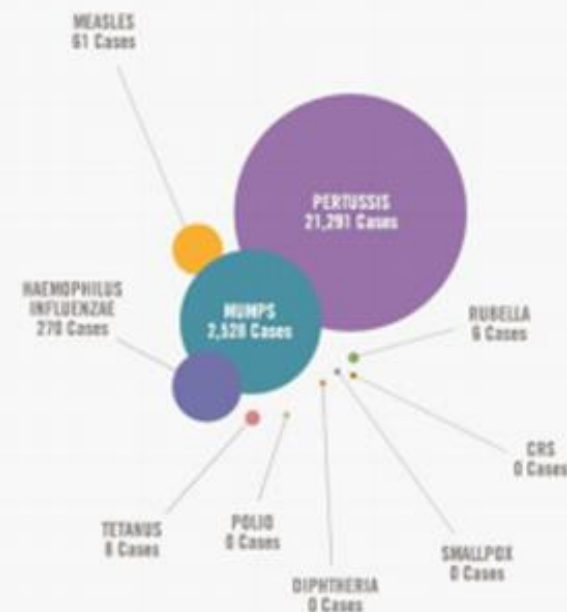 MEASLES
61 Cases
PERTUSSIS
21,291 Cases
HAEMOPHILUS
INFLUENZAE
270 Cases
MUMPS
2,528 Cases
RUBELLA
6 Cases
CRS
0 Cases
TETANUS
8 Cases
POLIO
0 Cases
SMALLPOX
0 Cases
DIPHTHERIA
0 Cases